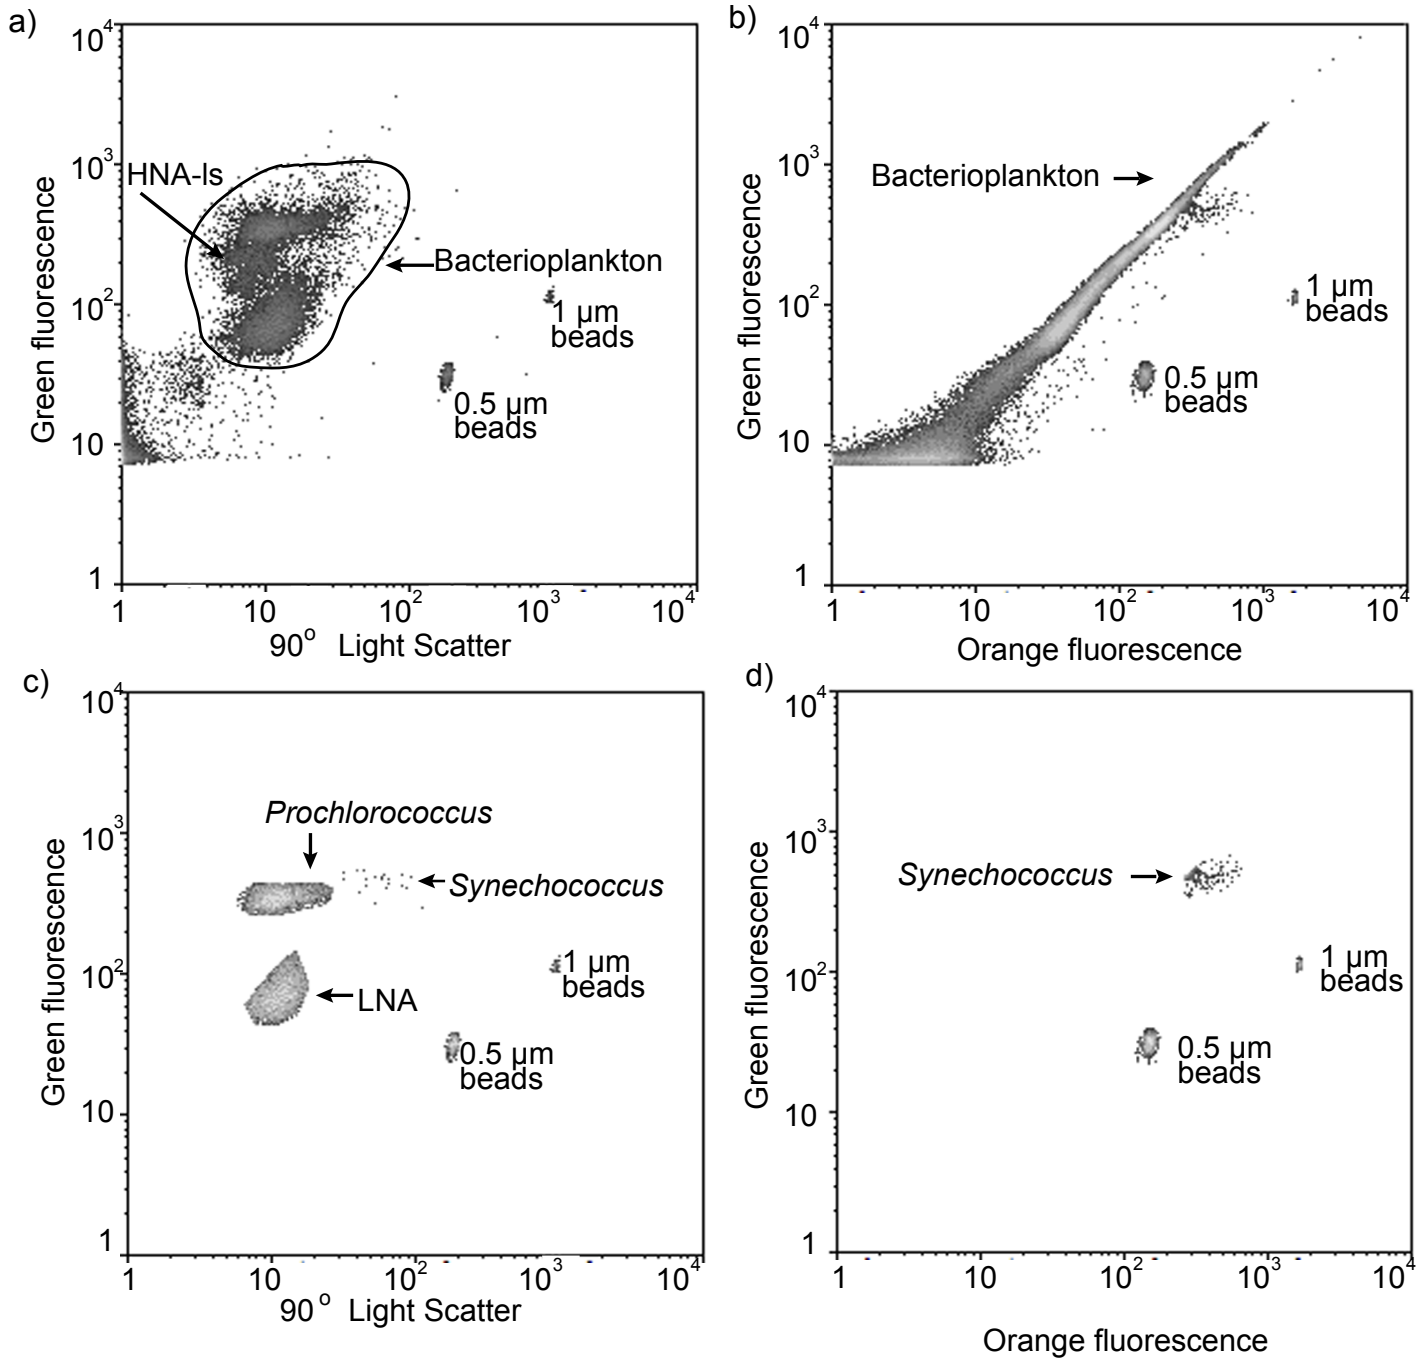 a)
10⁴
10³
10²
10
1
Green fluorescence
HNA-ls
Bacterioplankton
1 µm
beads
0.5 µm
beads
1 10 10² 10³ 10⁴
90° Light Scatter
b)
10⁴
10³
10²
10
1
Green fluorescence
Bacterioplankton
1 µm
beads
0.5 µm
beads
1 10 10² 10³ 10⁴
Orange fluorescence
c)
10⁴
10³
10²
10
1
Green fluorescence
Prochlorococcus
Synechococcus
1 µm
beads
LNA
0.5 µm
beads
1 10 10² 10³ 10⁴
90° Light Scatter
d)
10⁴
10³
10²
10
1
Green fluorescence
Synechococcus
1 µm
beads
0.5 µm
beads
1 10 10² 10³ 10⁴
Orange fluorescence